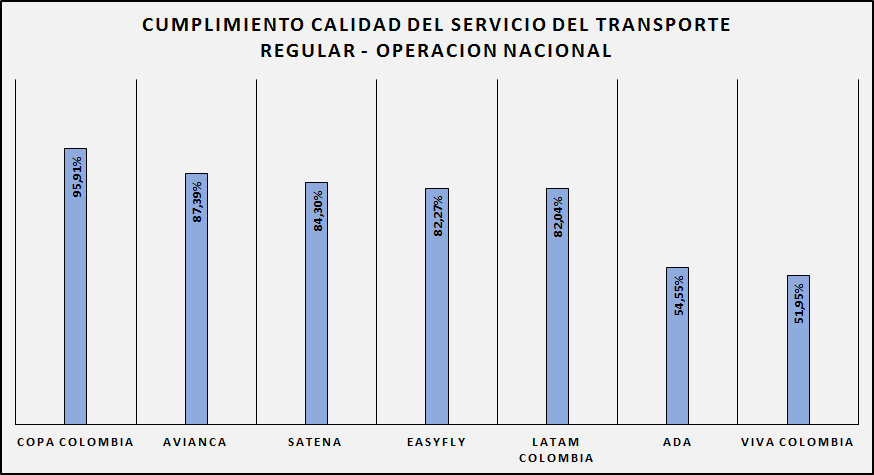 CUMPLIMIENTO CALIDAD DEL SERVICIO DEL TRANSPORTE
REGULAR - OPERACION NACIONAL
95,91%
87,39%
84,30%
82,27%
82,04%
54,55%
51,95%
COPA COLOMBIA
AVIANCA
SATENA
EASYFLY
LATAM
COLOMBIA
ADA
VIVA COLOMBIA